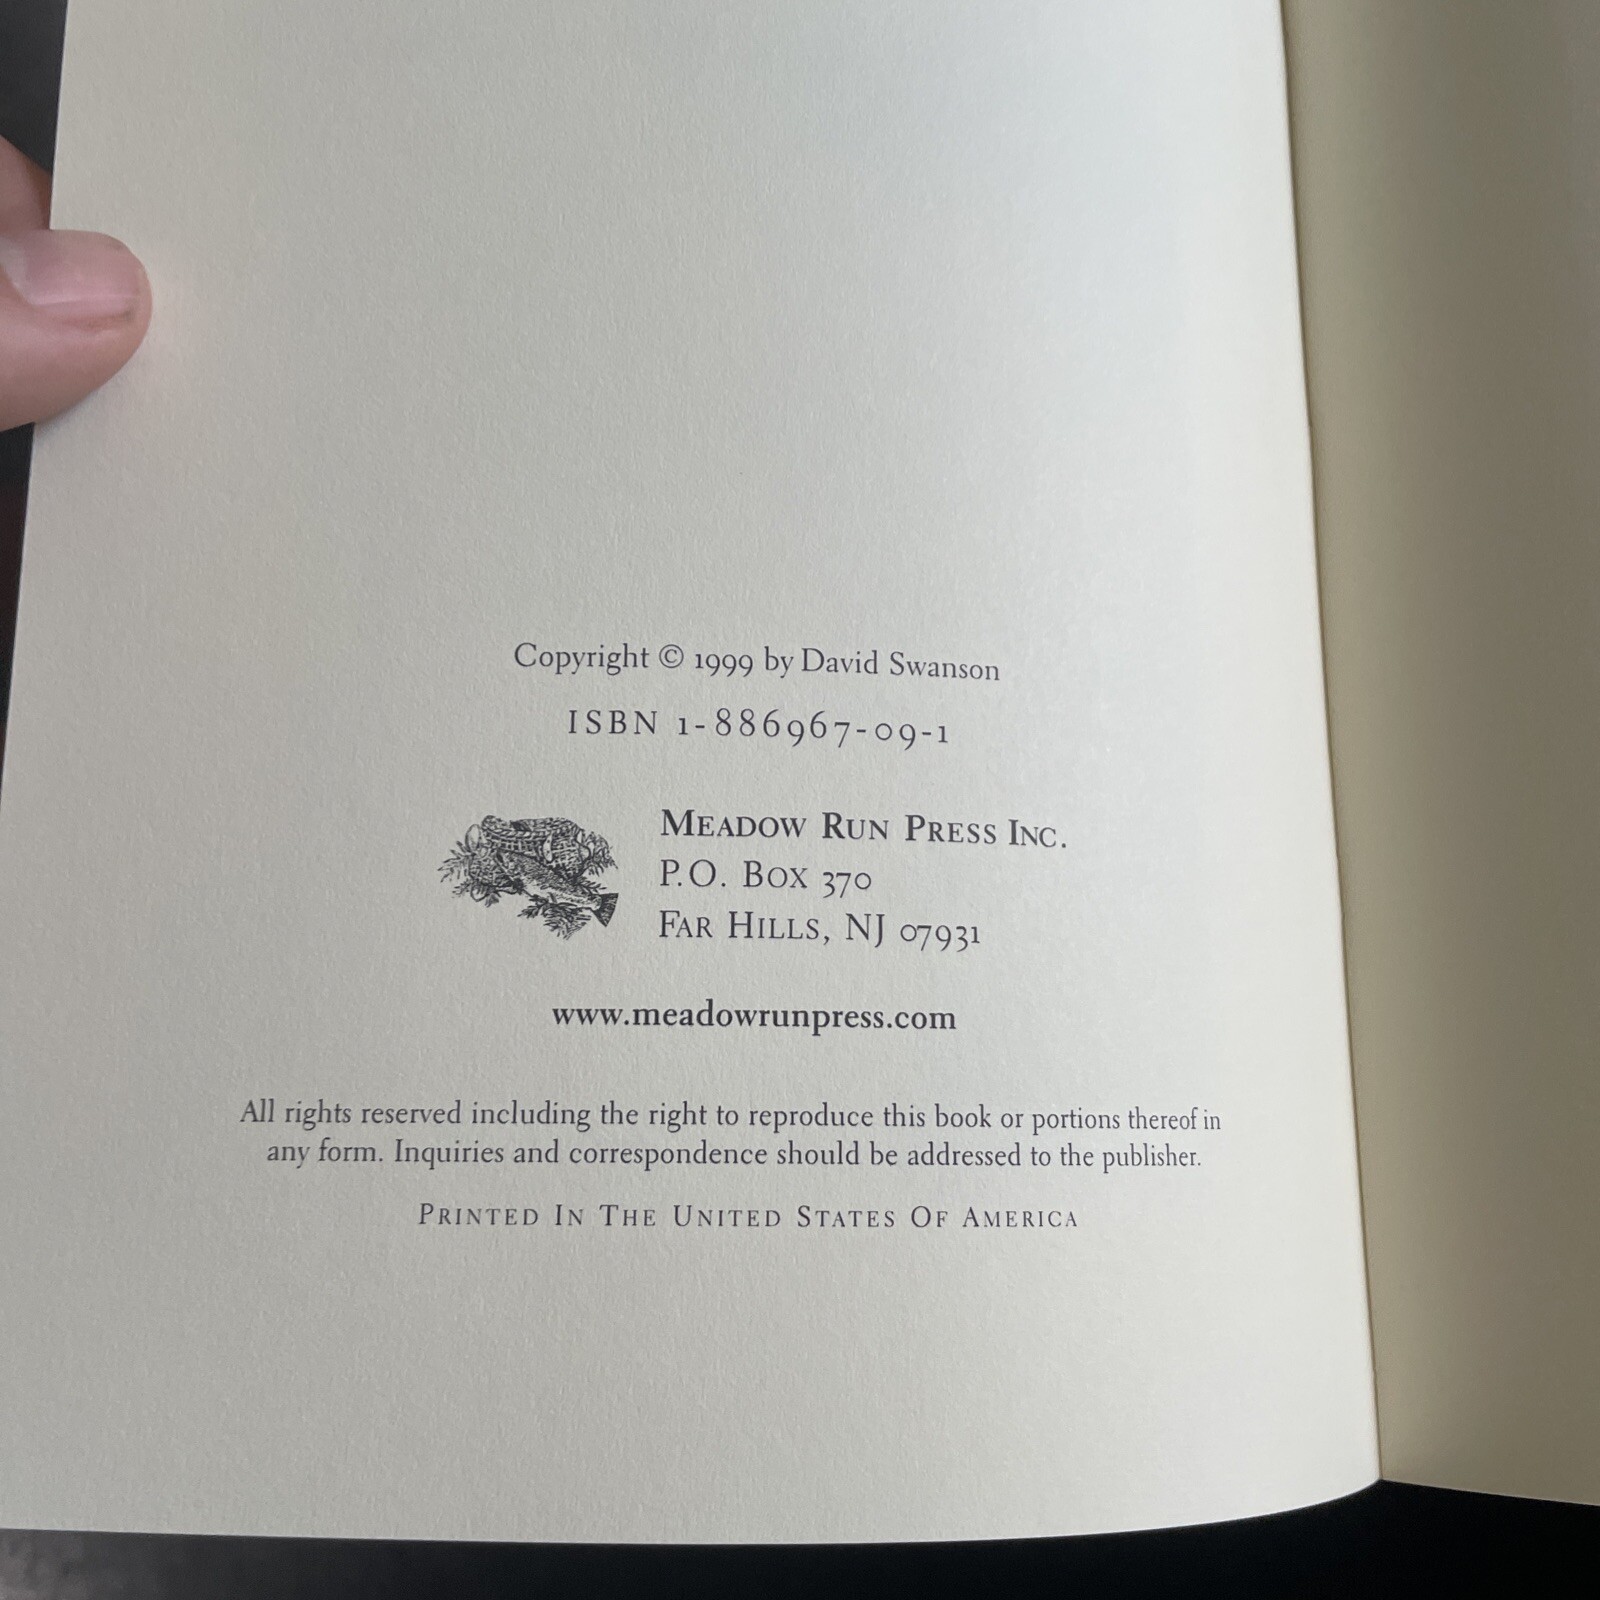 Copyright © 1999 by David Swanson
ISBN 1-886967-09-1
MEADOW RUN PRESS INC.
P.O. BOX 370
FAR HILLS, NJ 07931
www.meadowrunpress.com
All rights reserved including the right to reproduce this book or portions thereof in
any form. Inquiries and correspondence should be addressed to the publisher.
PRINTED IN THE UNITED STATES OF AMERICA